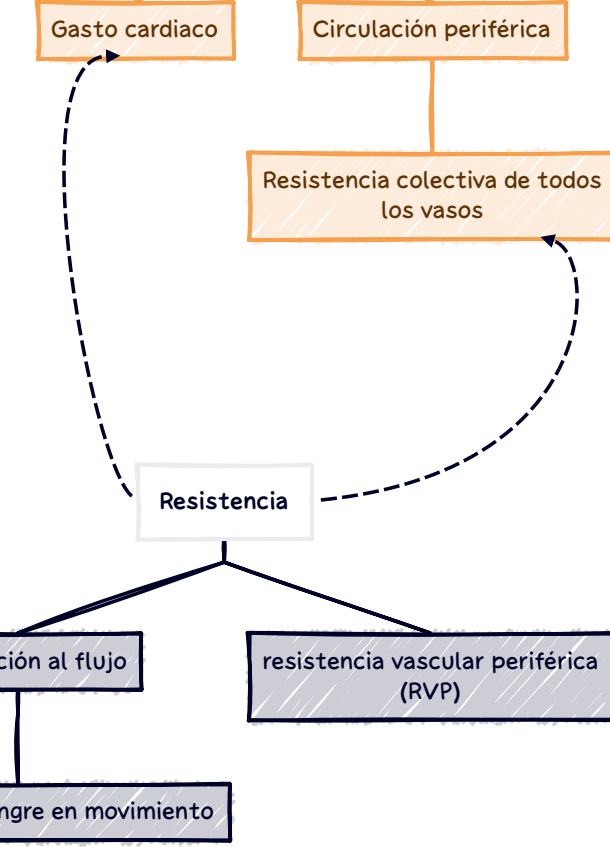 Gasto cardiaco
Circulación periférica
Resistencia colectiva de todos
los vasos
Resistencia
ción al flujo
resistencia vascular periférica
(RVP)
ngre en movimiento